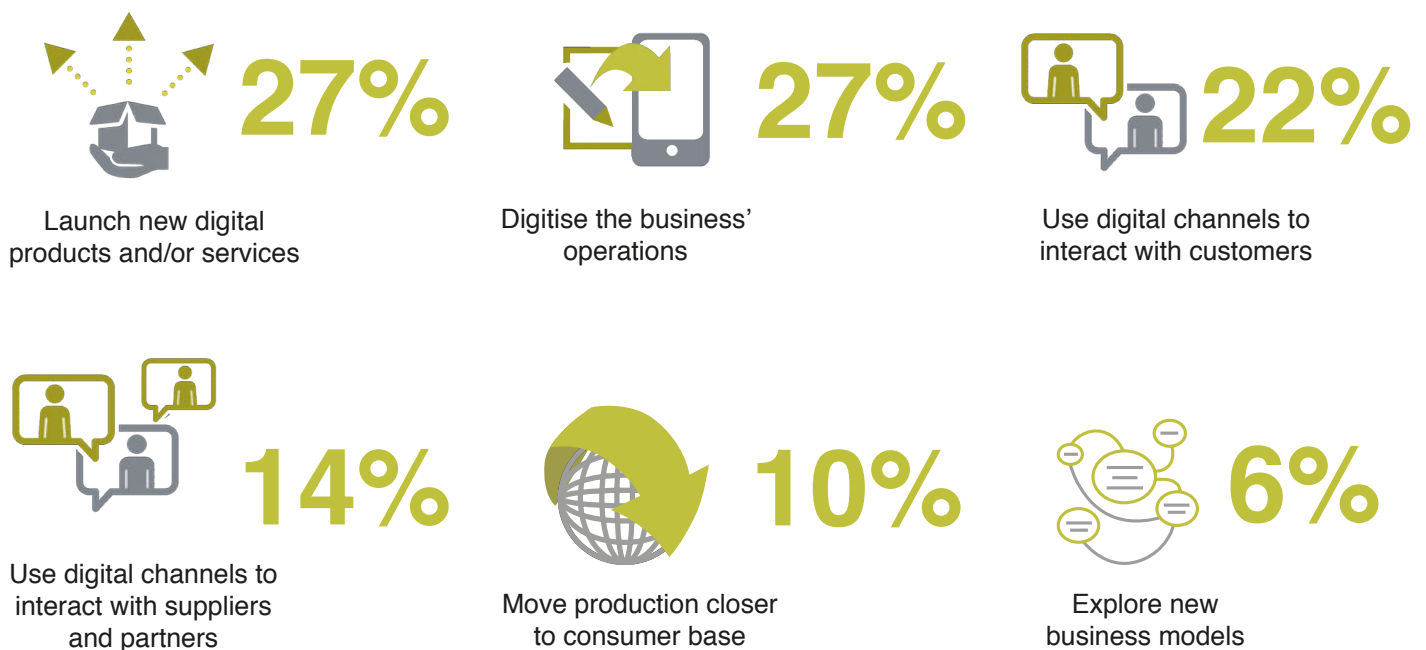 27%
Launch new digital
products and/or services
27%
Digitise the business’
operations
22%
Use digital channels to
interact with customers
14%
Use digital channels to
interact with suppliers
and partners
10%
Move production closer
to consumer base
6%
Explore new
business models